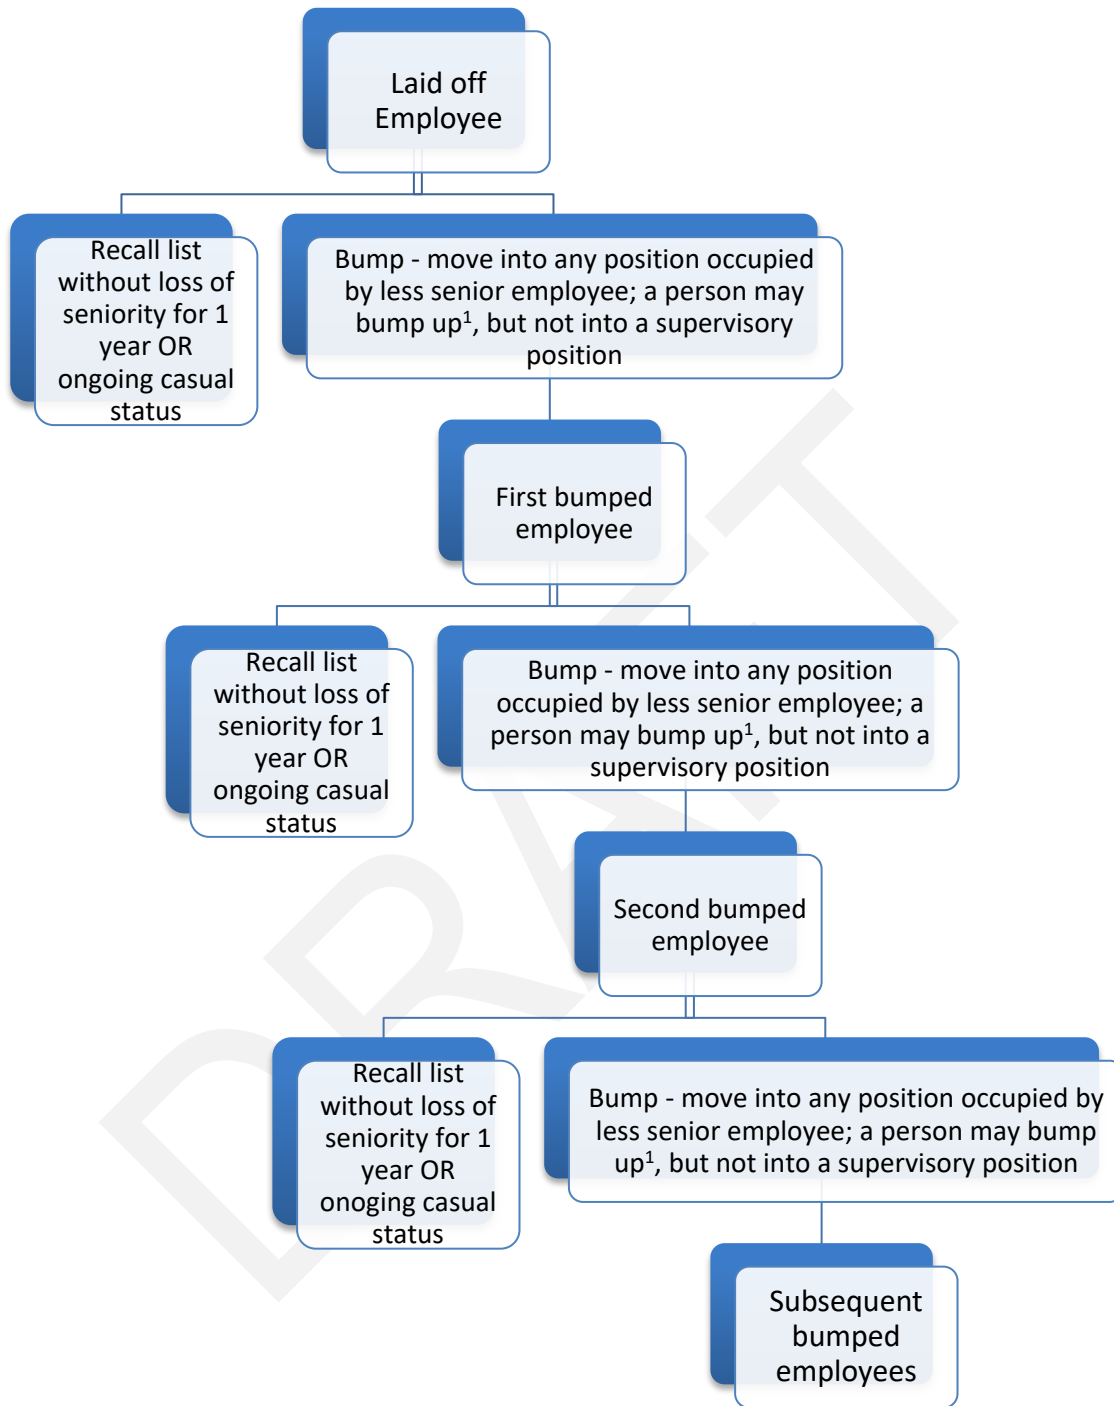 Laid off
Employee
Recall list
without loss of
seniority for 1
year OR
ongoing casual
status
Bump - move into any position occupied
by less senior employee; a person may
bump up¹, but not into a supervisory
position
First bumped
employee
Recall list
without loss of
seniority for 1
year OR
ongoing casual
status
Bump - move into any position
occupied by less senior employee; a
person may bump up¹, but not into a
supervisory position
Second bumped
employee
Recall list
without loss of
seniority for 1
year OR
onoging casual
status
Bump - move into any position occupied by
less senior employee; a person may bump
up¹, but not into a supervisory position
Subsequent
bumped
employees
DRAFT